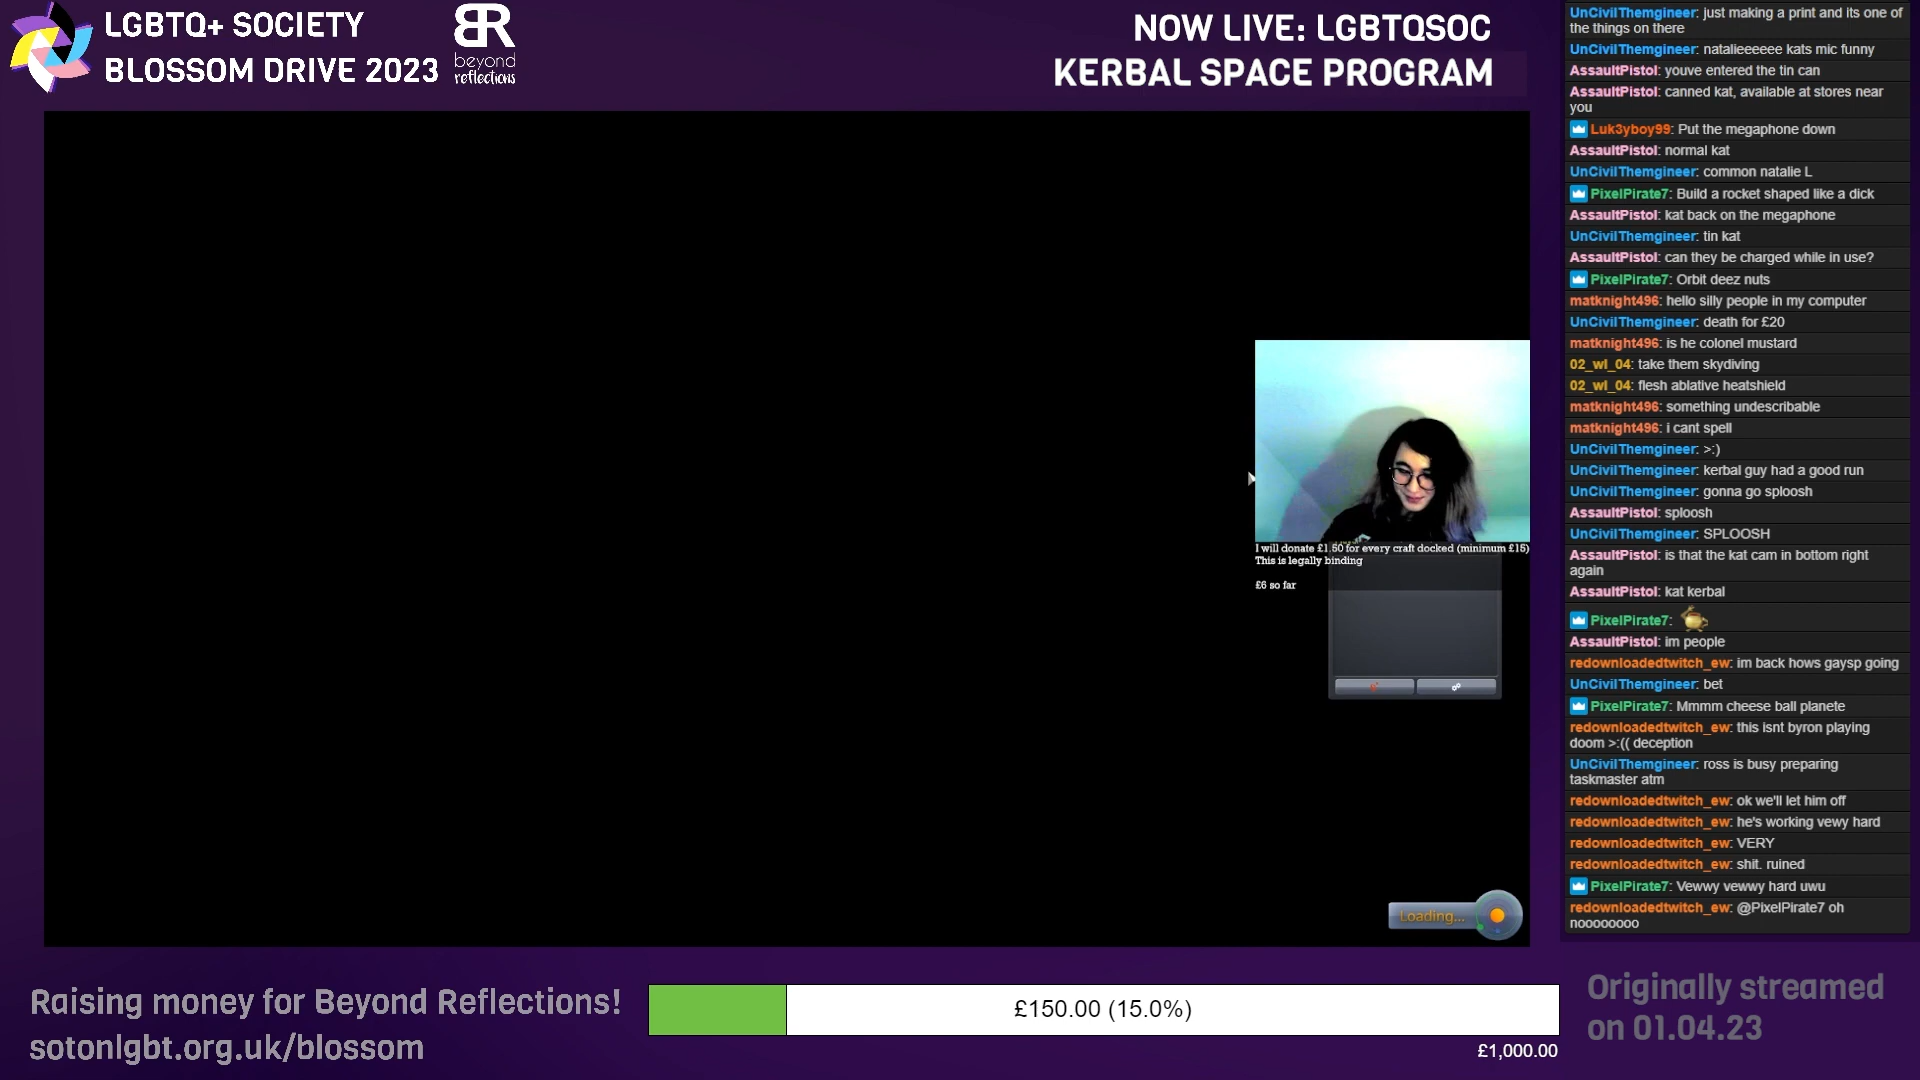 LGBTQ+ SOCIETY
BLOSSOM DRIVE 2023
BR
beyond
reflections
NOW LIVE: LGBTQSOC
KERBAL SPACE PROGRAM
I will donate £1.50 for every craft docked (minimum £15)
This is legally binding
£6 so far
Loading...
UnCivilThemgineer: just making a print and its one of
the things on there
UnCivilThemgineer: natalieeeeee kats mic funny
AssaultPistol: youve entered the tin can
AssaultPistol: canned kat, available at stores near
you
Luk3yboy99: Put the megaphone down
AssaultPistol: normal kat
UnCivilThemgineer: common natalie L
PixelPirate7: Build a rocket shaped like a dick
AssaultPistol: kat back on the megaphone
UnCivilThemgineer: tin kat
AssaultPistol: can they be charged while in use?
PixelPirate7: Orbit deez nuts
matknight496: hello silly people in my computer
UnCivilThemgineer: death for £20
matknight496: is he colonel mustard
02_wl_04: take them skydiving
02_wl_04: flesh ablative heatshield
matknight496: something undescribable
matknight496: i cant spell
UnCivilThemgineer: >:)
UnCivilThemgineer: kerbal guy had a good run
UnCivilThemgineer: gonna go sploosh
AssaultPistol: sploosh
UnCivilThemgineer: SPLOOSH
AssaultPistol: is that the kat cam in bottom right
again
AssaultPistol: kat kerbal
PixelPirate7:
AssaultPistol: im people
redownloadedtwitch_ew: im back hows gaysp going
UnCivilThemgineer: bet
PixelPirate7: Mmmm cheese ball planete
redownloadedtwitch_ew: this isnt byron playing
doom >:(( deception
UnCivilThemgineer: ross is busy preparing
taskmaster atm
redownloadedtwitch_ew: ok we'll let him off
redownloadedtwitch_ew: he's working vewy hard
redownloadedtwitch_ew: VERY
redownloadedtwitch_ew: shit. ruined
PixelPirate7: Vewwy vewwy hard uwu
redownloadedtwitch_ew: @PixelPirate7 oh
noooooooo
Raising money for Beyond Reflections!
sotonlgbt.org.uk/blossom
£150.00 (15.0%)
£1,000.00
Originally streamed
on 01.04.23